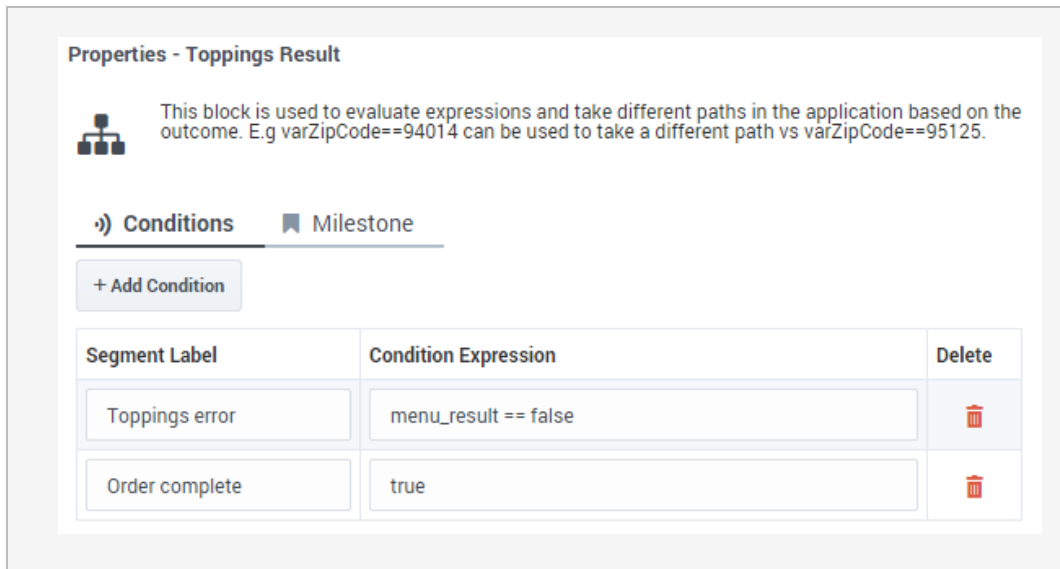 Properties - Toppings Result
This block is used to evaluate expressions and take different paths in the application based on the
outcome. E.g varZipCode==94014 can be used to take a different path vs varZipCode==95125.
Conditions Milestone
+ Add Condition
Segment Label Condition Expression Delete
Toppings error menu_result == false
Order complete true